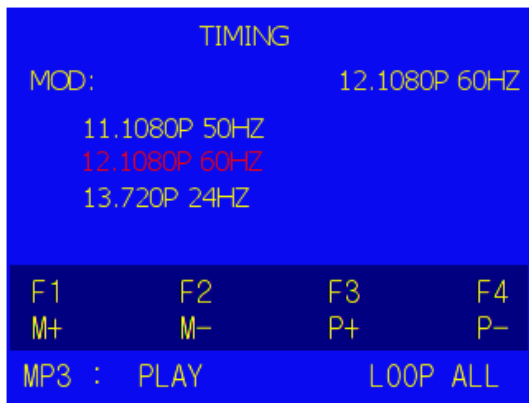 TIMING
MOD: 12.1080P 60HZ
11.1080P 50HZ
12.1080P 60HZ
13.720P 24HZ
F1 F2 F3 F4
M+ M- P+ P-
MP3 : PLAY LOOP ALL